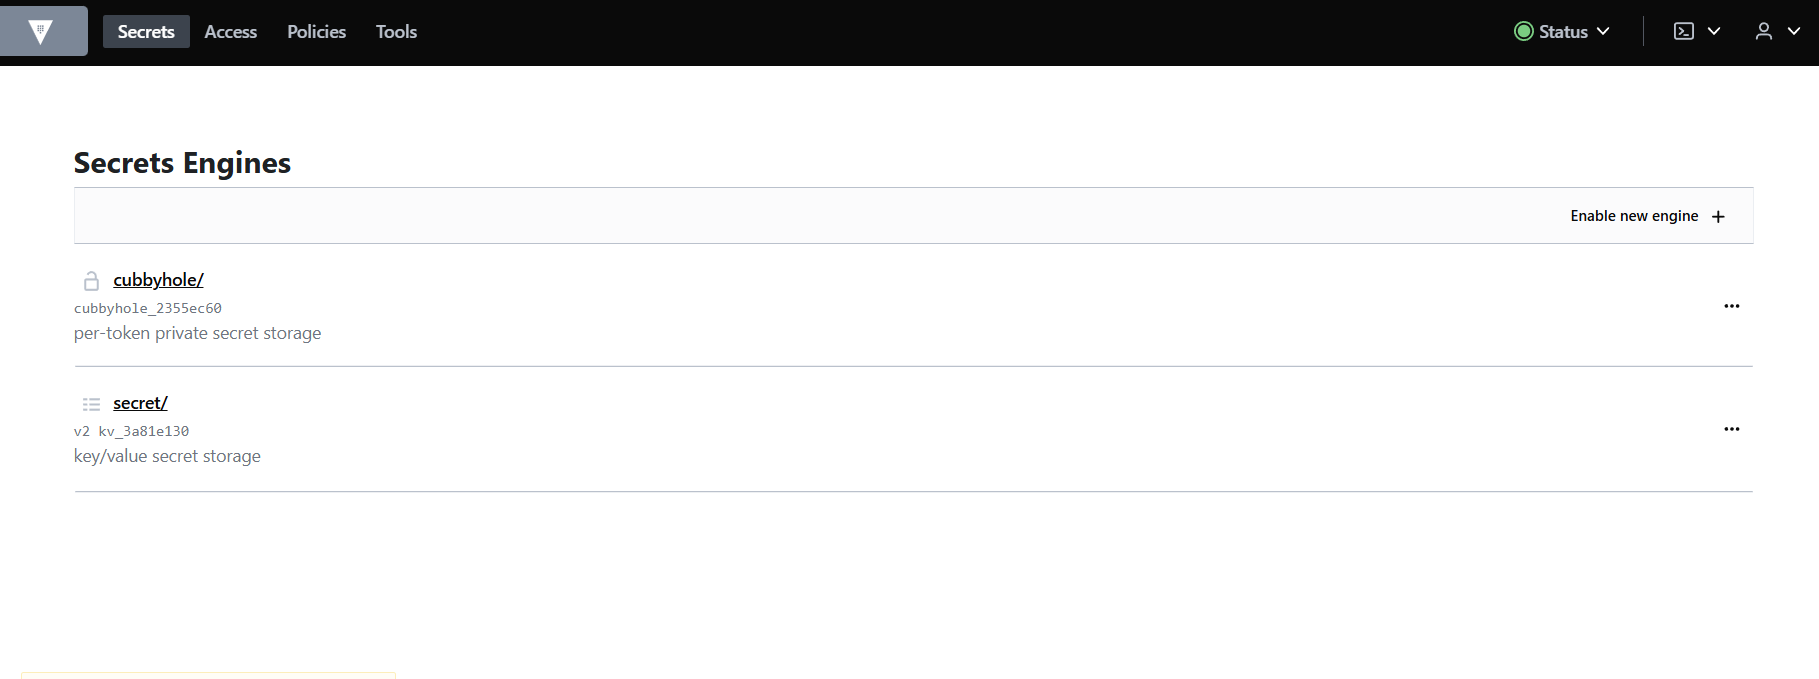 Secrets Access Policies Tools Status
Secrets Engines
Enable new engine
cubbyhole/
cubbyhole_2355ec60
per-token private secret storage
secret/
v2 kv_3a81e130
key/value secret storage